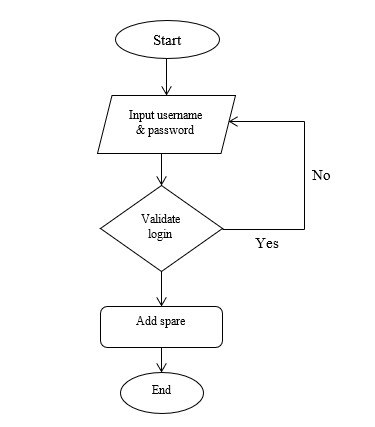 Start
Input username
& password
No
Validate
login
Yes
Add spare
End